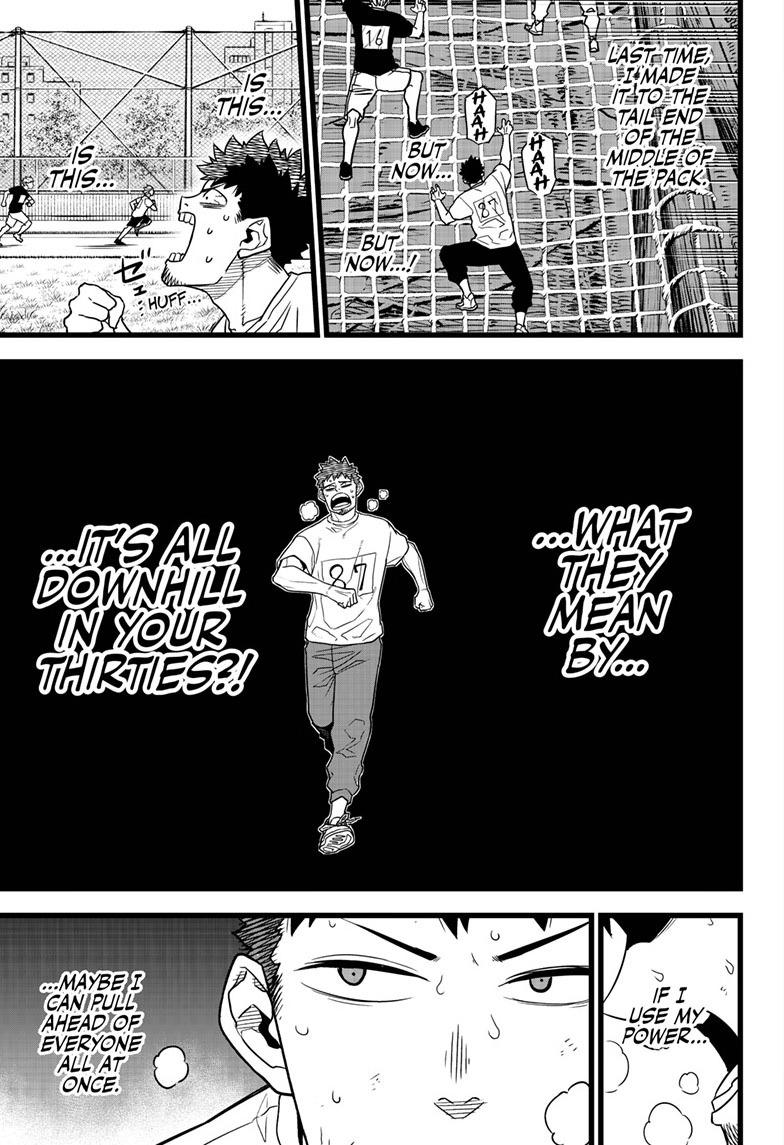 LAST TIME,
I MADE
IT TO THE
TAIL END
OF THE
MIDDLE OF
THE PACK.
16
HAAH
HAAH
87
BUT
NOW...
BUT
NOW...!
IS
THIS...
IS
THIS...
ゼェ…
HUFF...
...WHAT
THEY
MEAN
BY...
87
...IT'S ALL
DOWNHILL
IN YOUR
THIRTIES?!
IF I
USE MY
POWER...
...MAYBE I
CAN PULL
AHEAD OF
EVERYONE
ALL AT
ONCE.